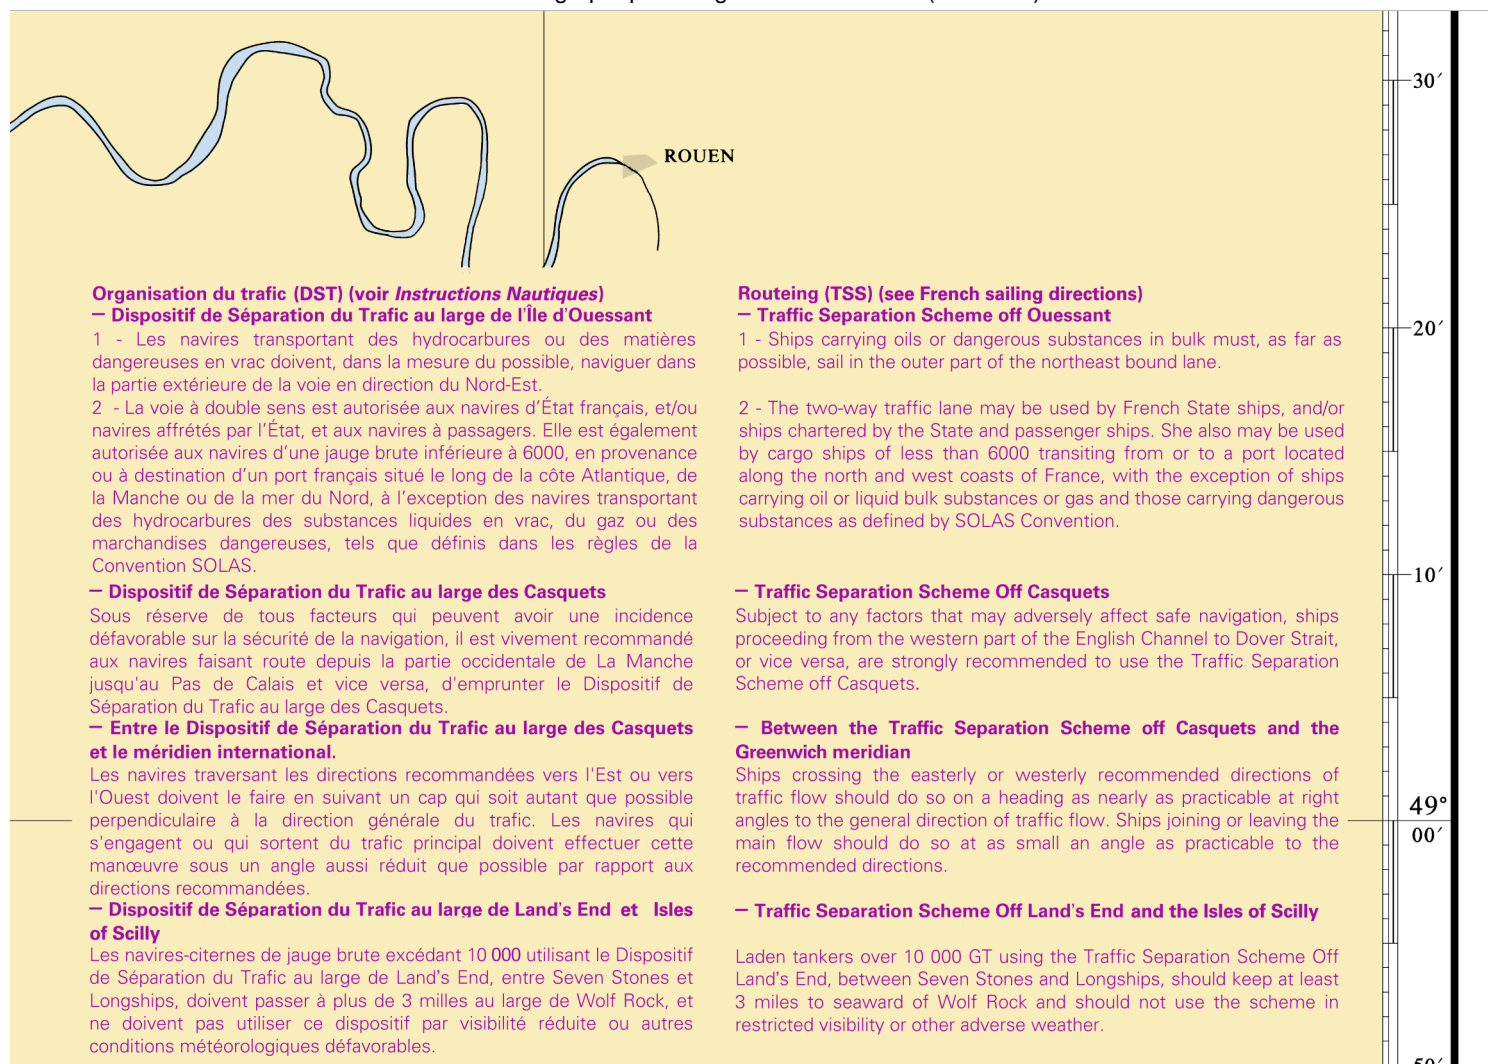 30′
ROUEN
Organisation du trafic (DST) (voir Instructions Nautiques)
— Dispositif de Séparation du Trafic au large de l'Île d'Ouessant
1 - Les navires transportant des hydrocarbures ou des matières
dangereuses en vrac doivent, dans la mesure du possible, naviguer dans
la partie extérieure de la voie en direction du Nord-Est.
2 - La voie à double sens est autorisée aux navires d'État français, et/ou
navires affrétés par l'État, et aux navires à passagers. Elle est également
autorisée aux navires d'une jauge brute inférieure à 6000, en provenance
ou à destination d'un port français situé le long de la côte Atlantique, de
la Manche ou de la mer du Nord, à l'exception des navires transportant
des hydrocarbures des substances liquides en vrac, du gaz ou des
marchandises dangereuses, tels que définis dans les règles de la
Convention SOLAS.
— Dispositif de Séparation du Trafic au large des Casquets
Sous réserve de tous facteurs qui peuvent avoir une incidence
défavorable sur la sécurité de la navigation, il est vivement recommandé
aux navires faisant route depuis la partie occidentale de La Manche
jusqu'au Pas de Calais et vice versa, d'emprunter le Dispositif de
Séparation du Trafic au large des Casquets.
— Entre le Dispositif de Séparation du Trafic au large des Casquets
et le méridien international.
Les navires traversant les directions recommandées vers l'Est ou vers
l'Ouest doivent le faire en suivant un cap qui soit autant que possible
perpendiculaire à la direction générale du trafic. Les navires qui
s'engagent ou qui sortent du trafic principal doivent effectuer cette
manœuvre sous un angle aussi réduit que possible par rapport aux
directions recommandées.
— Dispositif de Séparation du Trafic au large de Land's End et Isles
of Scilly
Les navires-citernes de jauge brute excédant 10 000 utilisant le Dispositif
de Séparation du Trafic au large de Land's End, entre Seven Stones et
Longships, doivent passer à plus de 3 milles au large de Wolf Rock, et
ne doivent pas utiliser ce dispositif par visibilité réduite ou autres
conditions météorologiques défavorables.
Routeing (TSS) (see French sailing directions)
— Traffic Separation Scheme off Ouessant
1 - Ships carrying oils or dangerous substances in bulk must, as far as
possible, sail in the outer part of the northeast bound lane.
2 - The two-way traffic lane may be used by French State ships, and/or
ships chartered by the State and passenger ships. She also may be used
by cargo ships of less than 6000 transiting from or to a port located
along the north and west coasts of France, with the exception of ships
carrying oil or liquid bulk substances or gas and those carrying dangerous
substances as defined by SOLAS Convention.
— Traffic Separation Scheme Off Casquets
Subject to any factors that may adversely affect safe navigation, ships
proceeding from the western part of the English Channel to Dover Strait,
or vice versa, are strongly recommended to use the Traffic Separation
Scheme off Casquets.
— Between the Traffic Separation Scheme off Casquets and the
Greenwich meridian
Ships crossing the easterly or westerly recommended directions of
traffic flow should do so on a heading as nearly as practicable at right
angles to the general direction of traffic flow. Ships joining or leaving the
main flow should do so at as small an angle as practicable to the
recommended directions.
— Traffic Separation Scheme Off Land's End and the Isles of Scilly
Laden tankers over 10 000 GT using the Traffic Separation Scheme Off
Land's End, between Seven Stones and Longships, should keep at least
3 miles to seaward of Wolf Rock and should not use the scheme in
restricted visibility or other adverse weather.
20′
10′
49°
00′